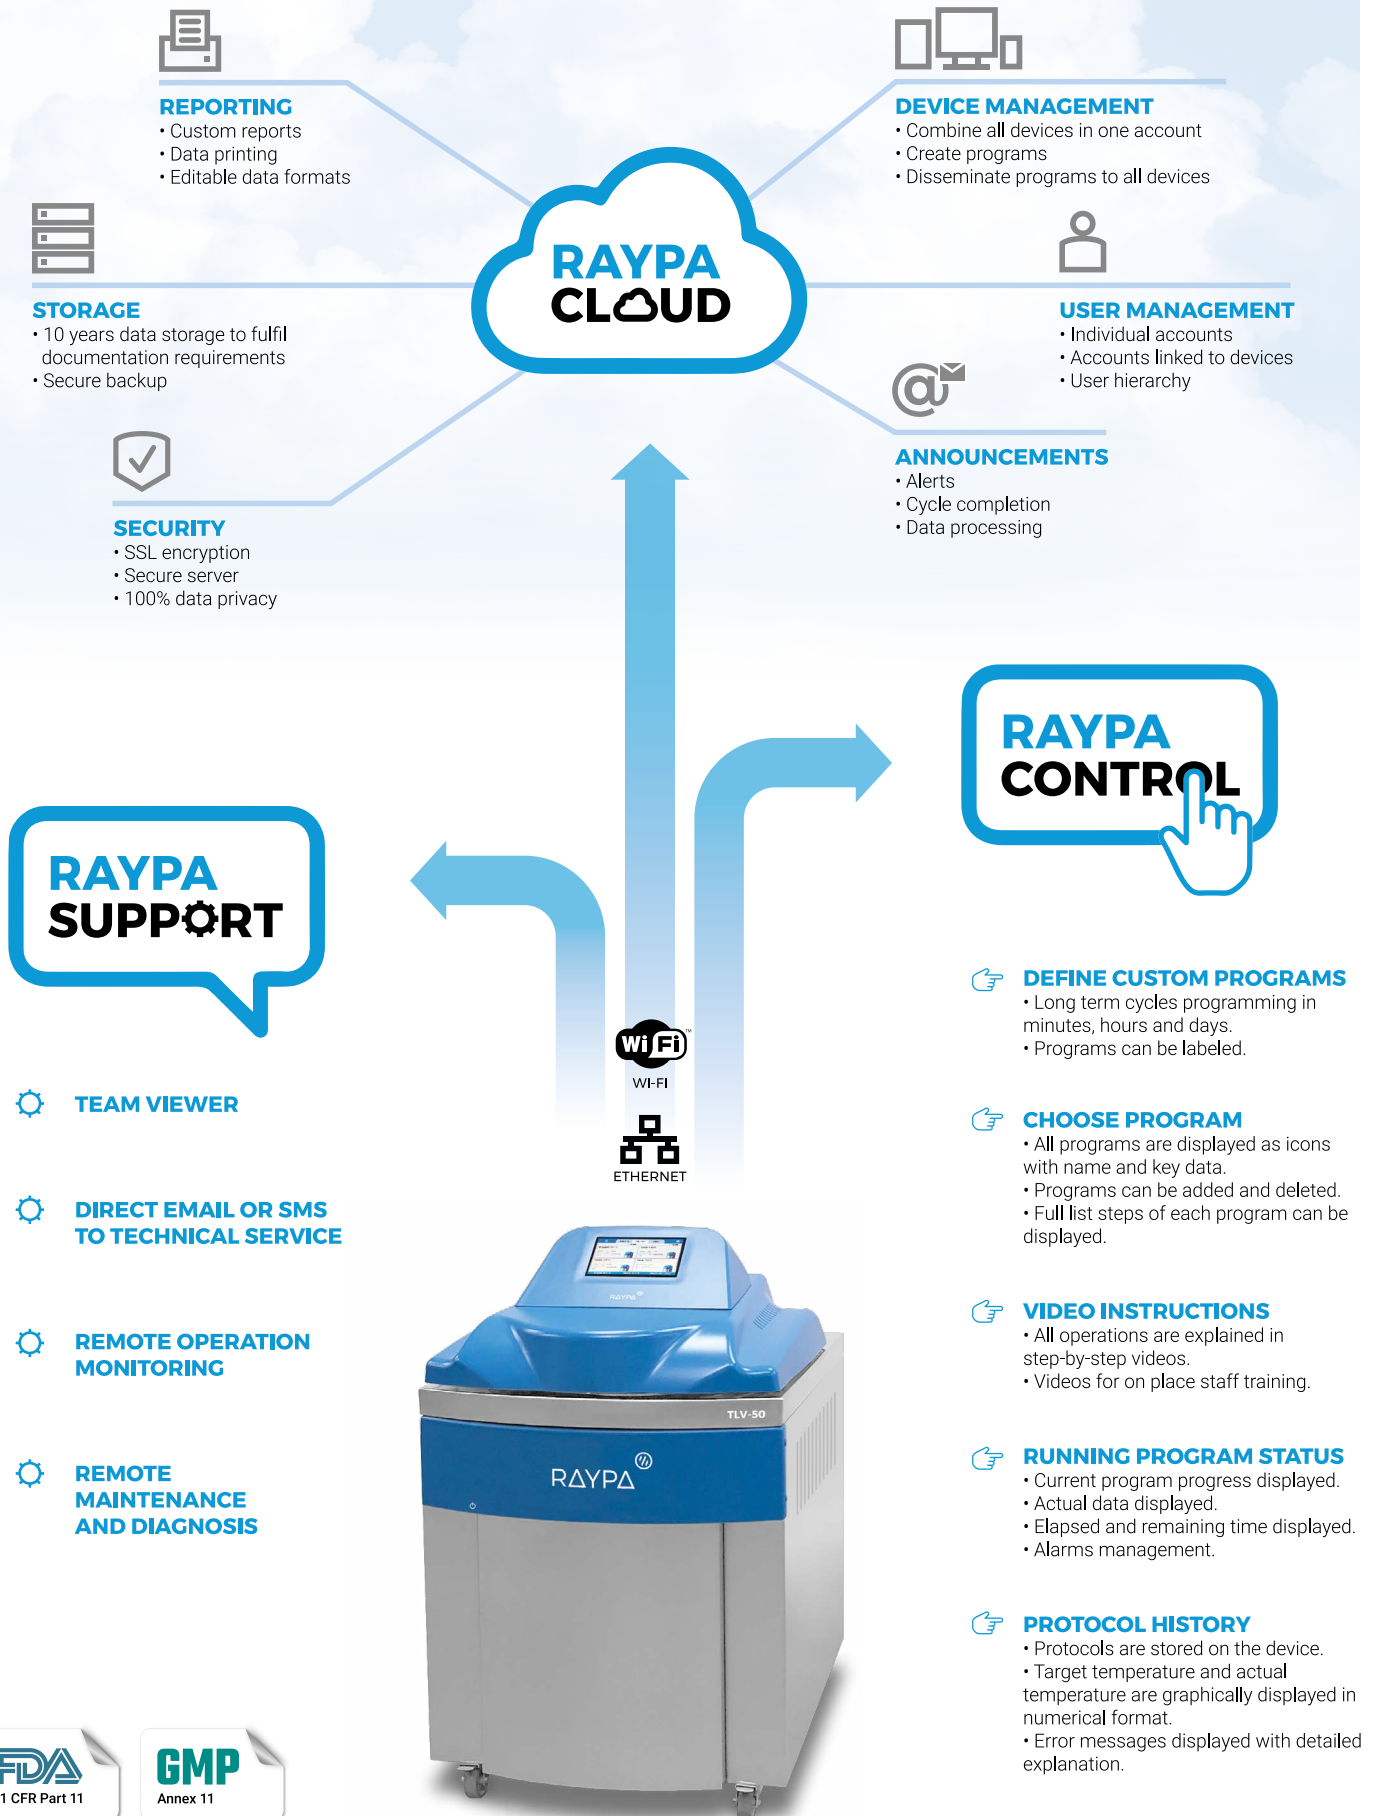 REPORTING
• Custom reports
• Data printing
• Editable data formats
DEVICE MANAGEMENT
• Combine all devices in one account
• Create programs
• Disseminate programs to all devices
RAYPA
CLOUD
STORAGE
• 10 years data storage to fulfil
documentation requirements
• Secure backup
USER MANAGEMENT
• Individual accounts
• Accounts linked to devices
• User hierarchy
@
ANNOUNCEMENTS
• Alerts
• Cycle completion
• Data processing
SECURITY
• SSL encryption
• Secure server
• 100% data privacy
RAYPA
CONTROL
RAYPA
SUPPORT
TEAM VIEWER
DIRECT EMAIL OR SMS
TO TECHNICAL SERVICE
REMOTE OPERATION
MONITORING
REMOTE
MAINTENANCE
AND DIAGNOSIS
Wi Fi™
WI-FI
ETHERNET
DEFINE CUSTOM PROGRAMS
• Long term cycles programming in
minutes, hours and days.
• Programs can be labeled.
CHOOSE PROGRAM
• All programs are displayed as icons
with name and key data.
• Programs can be added and deleted.
• Full list steps of each program can be
displayed.
VIDEO INSTRUCTIONS
• All operations are explained in
step-by-step videos.
• Videos for on place staff training.
RUNNING PROGRAM STATUS
• Current program progress displayed.
• Actual data displayed.
• Elapsed and remaining time displayed.
• Alarms management.
PROTOCOL HISTORY
• Protocols are stored on the device.
• Target temperature and actual
temperature are graphically displayed in
numerical format.
• Error messages displayed with detailed
explanation.
RAYPA
TLV-50
RAYPA
FDA
1 CFR Part 11
GMP
Annex 11